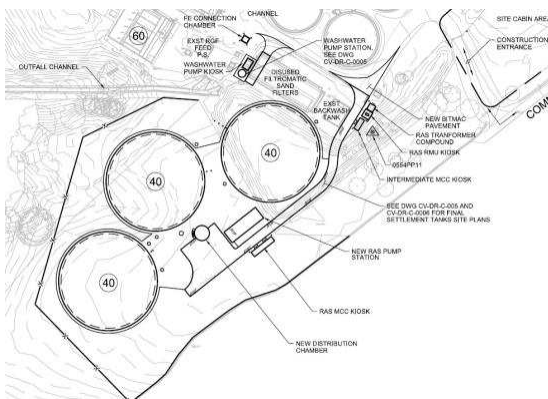 FE CONNECTION
CHAMBER
CHANNEL
60
EXST RGF
FEED
P.S.
WASHWATER
PUMP KIOSK
WASHWATER
PUMP STATION,
SEE DWG
CV-DR-C-0005
OUTFALL CHANNEL
DISUSED
FILTROMATIC
SAND
FILTERS
EXST
BACKWASH
TANK
SITE CABIN AREA
CONSTRUCTION
ENTRANCE
NEW BITMAC
PAVEMENT
RAS TRANFORMER
COMPOUND
RAS RMU KIOSK
INTERMEDIATE MCC KIOSK
40
40
40
SEE DWG CV-DR-C-005 AND
CV-DR-C-0006 FOR FINAL
SETTLEMENT TANKS SITE PLANS
NEW RAS PUMP
STATION
RAS MCC KIOSK
NEW DISTRIBUTION
CHAMBER